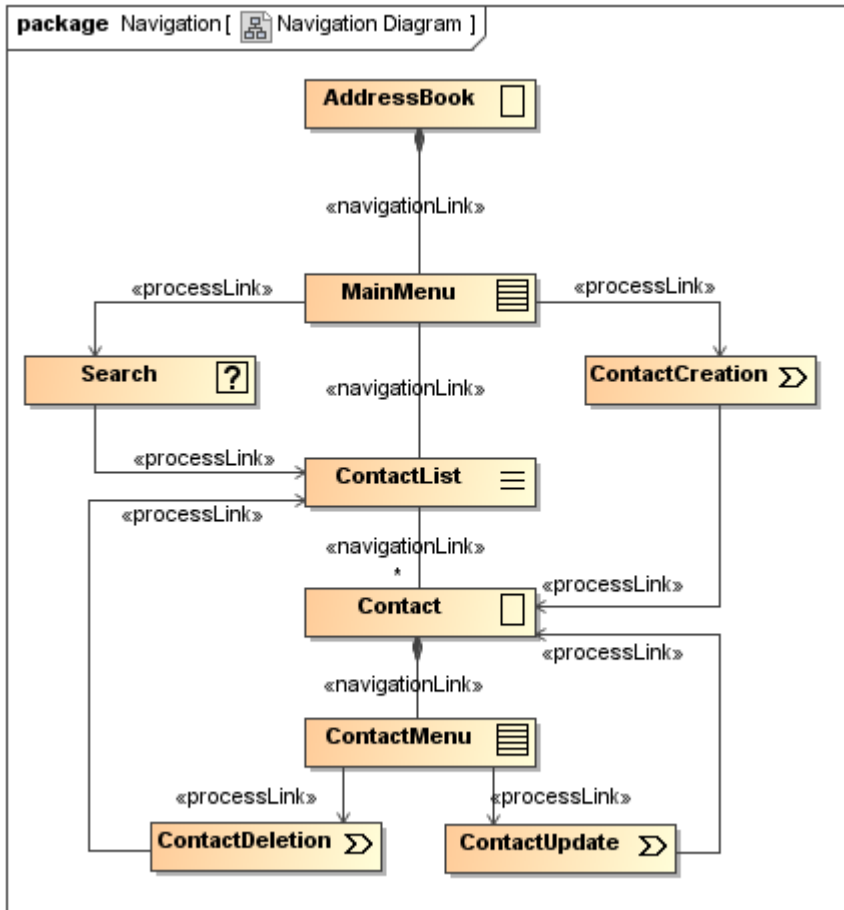 package Navigation [ Navigation Diagram ]
AddressBook
«navigationLink»
«processLink»
MainMenu
«processLink»
Search ?
«navigationLink»
ContactCreation
«processLink»
ContactList
«processLink»
«navigationLink»
*
«processLink»
Contact
«processLink»
«navigationLink»
ContactMenu
«processLink»
«processLink»
ContactDeletion
ContactUpdate